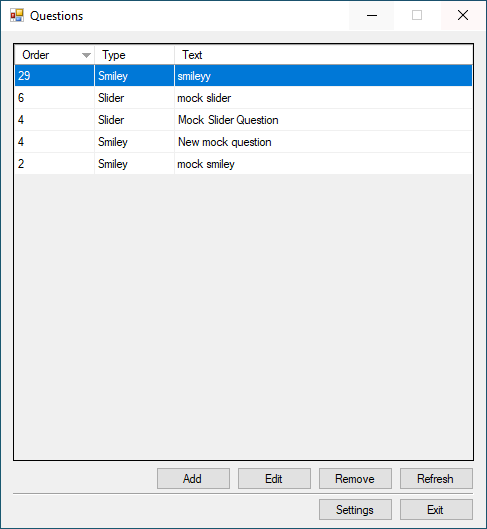 Questions
Order Type Text
29 Smiley smileyy
6 Slider mock slider
4 Slider Mock Slider Question
4 Smiley New mock question
2 Smiley mock smiley
Add Edit Remove Refresh
Settings Exit